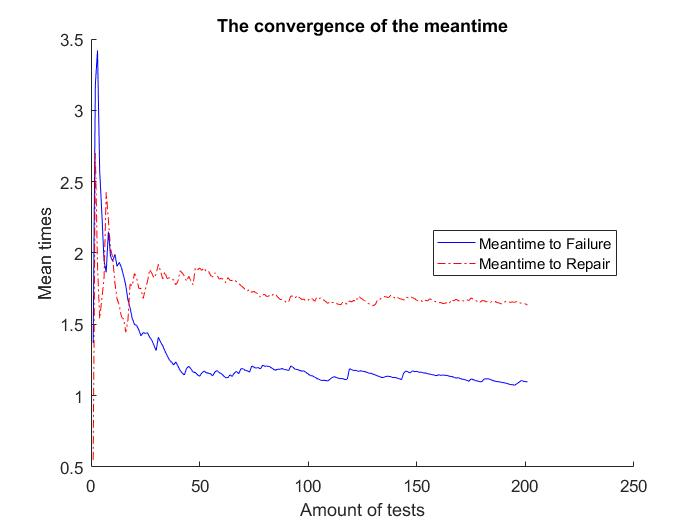 The convergence of the meantime
3.5
3
2.5
2
1.5
1
0.5
Mean times
Meantime to Failure
Meantime to Repair
0 50 100 150 200 250
Amount of tests